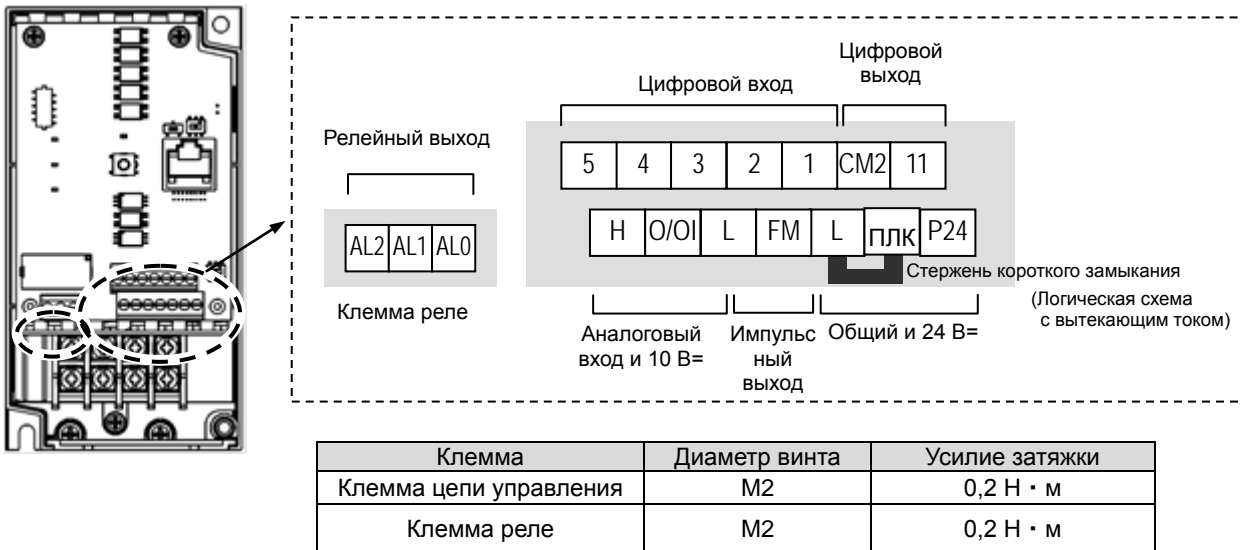 Релейный выход
AL2 AL1 AL0
Клемма реле
Цифровой вход
Цифровой
выход
5 4 3 2 1 CM2 11
H O/OI L FM L ПЛК P24
Стержень короткого замыкания
(Логическая схема
с вытекающим током)
Аналоговый
вход и 10 В=
Импульс
ный
выход
Общий и 24 В=
Клемма Диаметр винта Усилие затяжки
Клемма цепи управления М2 0,2 Н・м
Клемма реле М2 0,2 Н・м